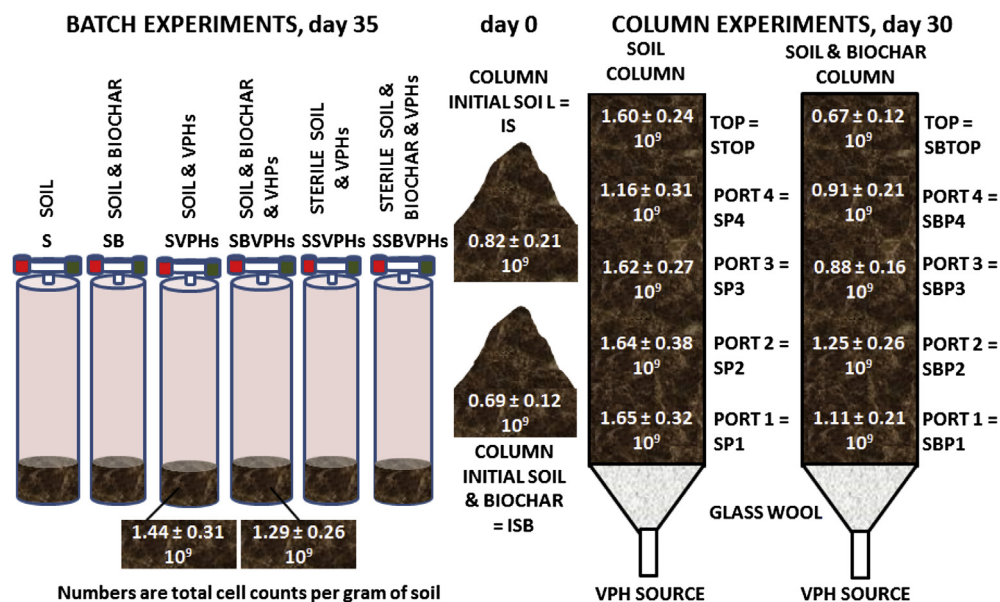 BATCH EXPERIMENTS, day 35
SOIL
S
SOIL & BIOCHAR
SB
SOIL & VPHs
SVPHs
SOIL & BIOCHAR
& VHPs
SBVPHs
STERILE SOIL
& VPHs
SSVPHs
STERILE SOIL &
BIOCHAR & VPHs
SSBVPHs
1.44 ± 0.31
10⁹
1.29 ± 0.26
10⁹
Numbers are total cell counts per gram of soil
day 0
COLUMN
INITIAL SOI L =
IS
0.82 ± 0.21
10⁹
0.69 ± 0.12
10⁹
COLUMN
INITIAL SOIL
& BIOCHAR
= ISB
COLUMN EXPERIMENTS, day 30
SOIL
COLUMN
1.60 ± 0.24
10⁹
TOP =
STOP
1.16 ± 0.31
10⁹
PORT 4 =
SP4
1.62 ± 0.27
10⁹
PORT 3 =
SP3
1.64 ± 0.38
10⁹
PORT 2 =
SP2
1.65 ± 0.32
10⁹
PORT 1 =
SP1
GLASS WOOL
VPH SOURCE
SOIL & BIOCHAR
COLUMN
0.67 ± 0.12
10⁹
TOP =
SBTOP
0.91 ± 0.21
10⁹
PORT 4 =
SBP4
0.88 ± 0.16
10⁹
PORT 3 =
SBP3
1.25 ± 0.26
10⁹
PORT 2 =
SBP2
1.11 ± 0.21
10⁹
PORT 1 =
SBP1
VPH SOURCE